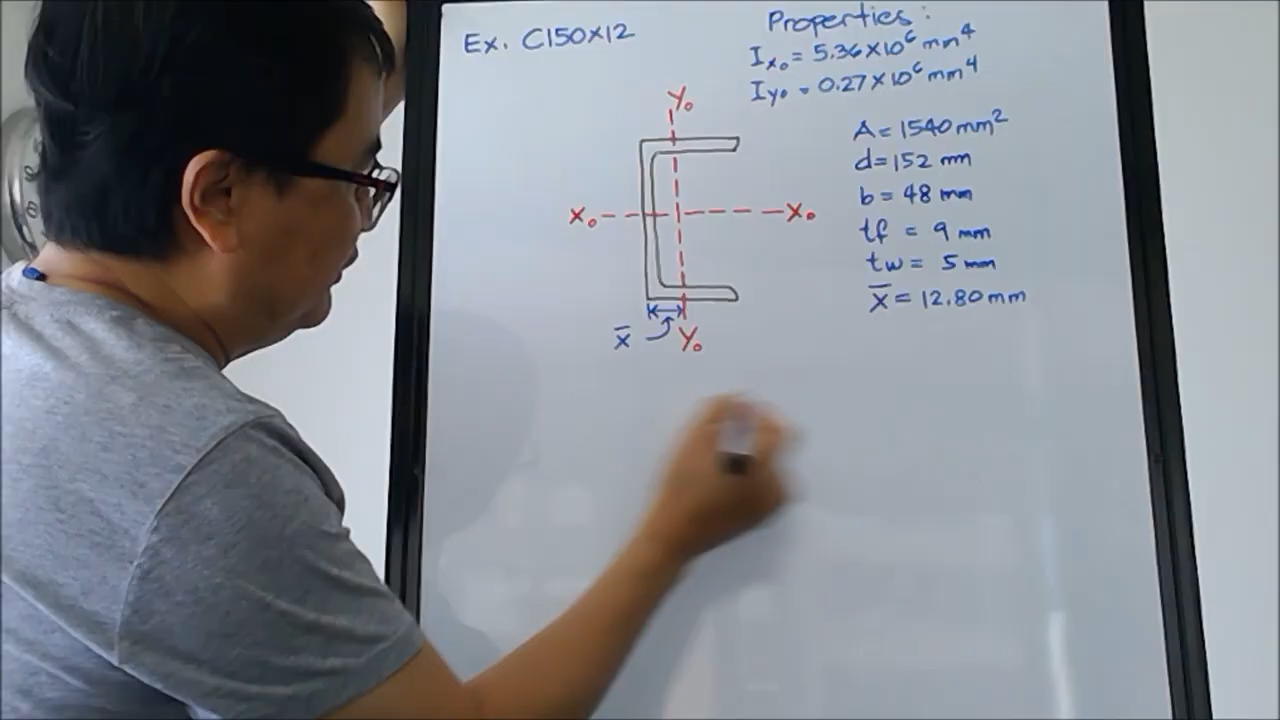 Ex. C150x12
Properties:
Ix₀ = 5.36x10⁶ mm⁴
Iy₀ = 0.27x10⁶ mm⁴
Y₀
A = 1540 mm²
d = 152 mm
b = 48 mm
X₀ X₀
tf = 9 mm
tw = 5 mm
x̅ = 12.80 mm
x̅ Y₀